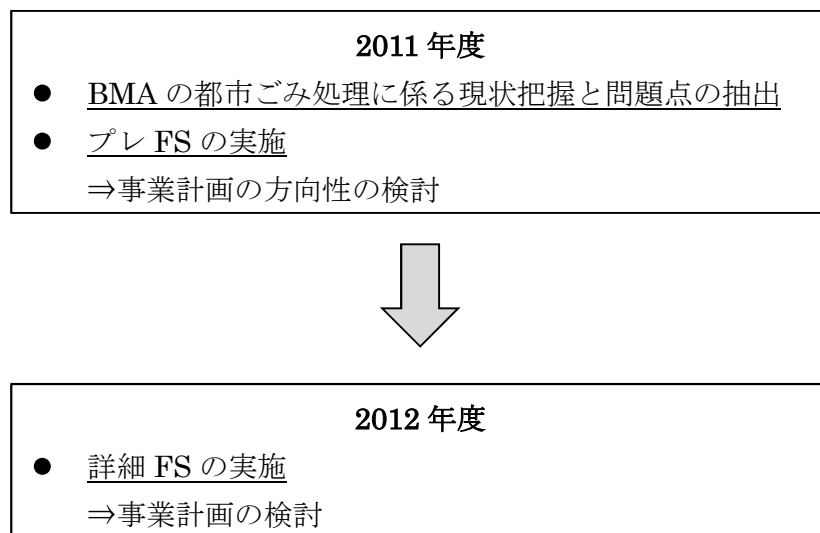 2011 年度
● BMA の都市ごみ処理に係る現状把握と問題点の抽出
● プレ FS の実施
⇒事業計画の方向性の検討
2012 年度
● 詳細 FS の実施
⇒事業計画の検討